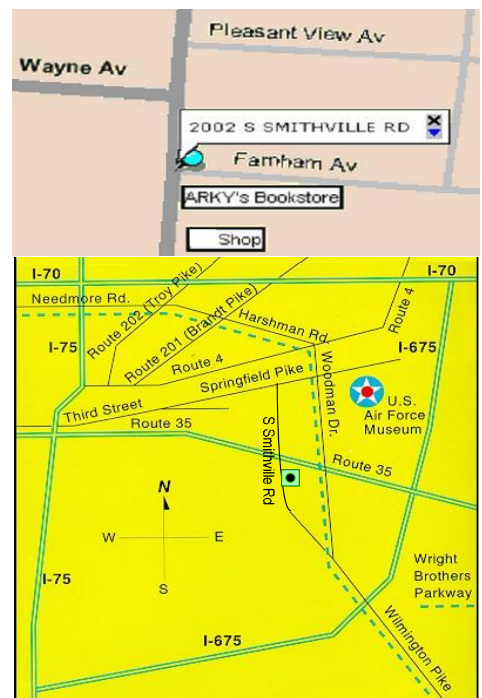 Pleasant View Av
Wayne Av
2002 S SMITHVILLE RD
Farnham Av
ARKY's Bookstore
Shop
I-70
I-70
Needmore Rd.
Route 202 (Troy Pike)
Route 201 (Brandt Pike)
Harshman Rd.
Route 4
I-75
Route 4
I-675
Springfield Pike
Woodman Dr.
U.S.
Air Force
Museum
Third Street
Route 35
S Smithville Rd
Route 35
N
W
E
S
I-75
Wright
Brothers
Parkway
I-675
Wilmington Pike